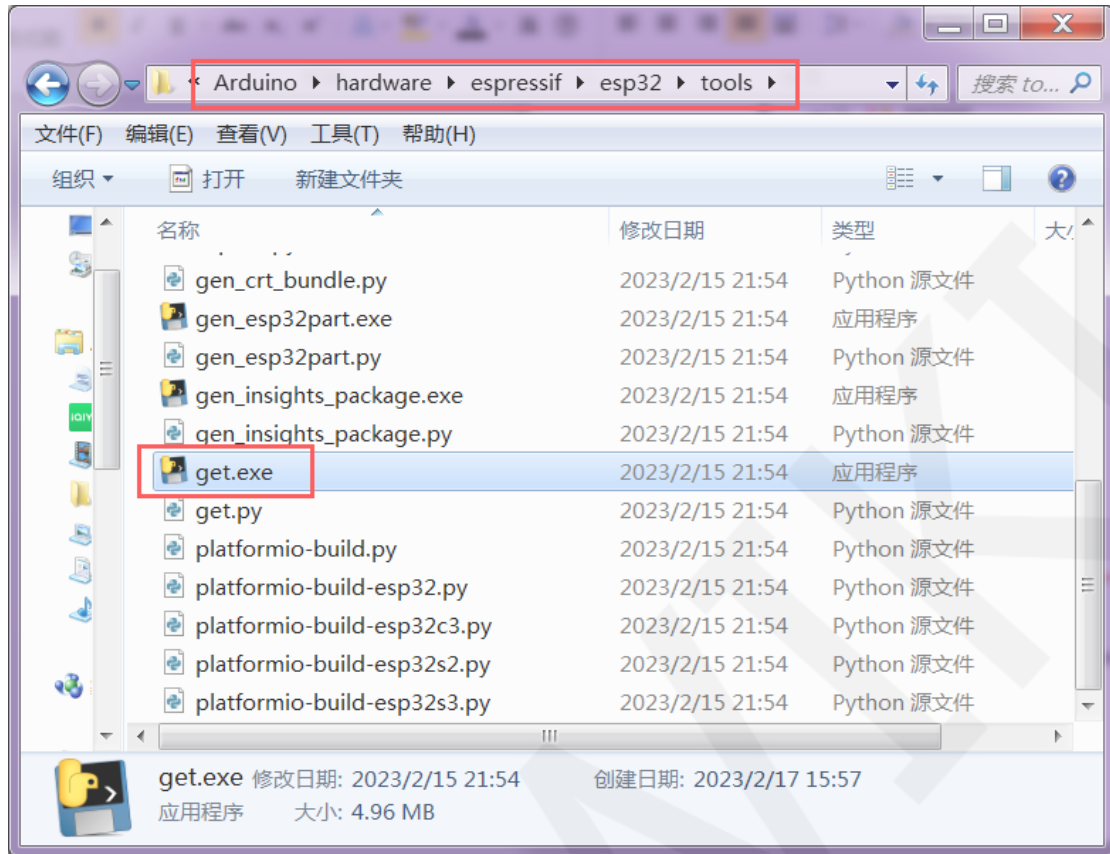 « Arduino ▸ hardware ▸ espressif ▸ esp32 ▸ tools ▸ 搜索 to...
文件(F) 编辑(E) 查看(V) 工具(T) 帮助(H)
组织 打开 新建文件夹
名称 修改日期 类型
gen_crt_bundle.py 2023/2/15 21:54 Python 源文件
gen_esp32part.exe 2023/2/15 21:54 应用程序
gen_esp32part.py 2023/2/15 21:54 Python 源文件
gen_insights_package.exe 2023/2/15 21:54 应用程序
gen_insights_package.py 2023/2/15 21:54 Python 源文件
get.exe 2023/2/15 21:54 应用程序
get.py 2023/2/15 21:54 Python 源文件
platformio-build.py 2023/2/15 21:54 Python 源文件
platformio-build-esp32.py 2023/2/15 21:54 Python 源文件
platformio-build-esp32c3.py 2023/2/15 21:54 Python 源文件
platformio-build-esp32s2.py 2023/2/15 21:54 Python 源文件
platformio-build-esp32s3.py 2023/2/15 21:54 Python 源文件
get.exe 修改日期: 2023/2/15 21:54 创建日期: 2023/2/17 15:57
应用程序 大小: 4.96 MB